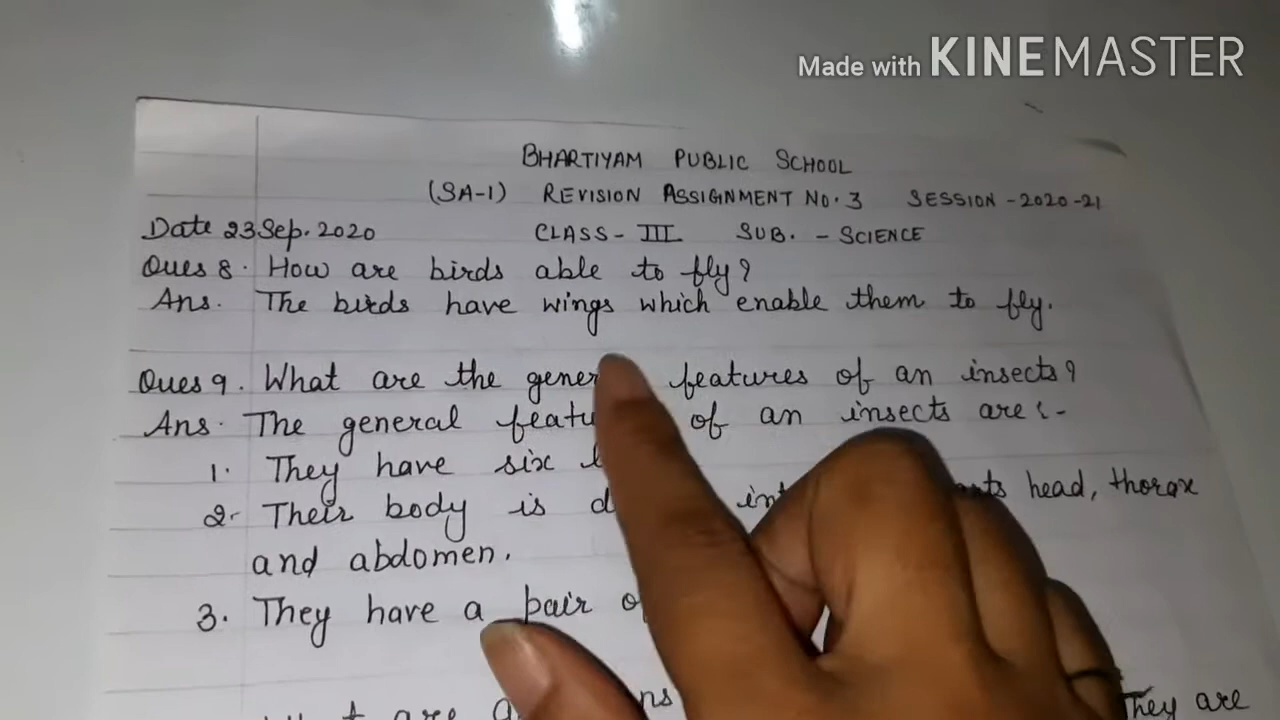 Made with KINEMASTER
BHARTIYAM PUBLIC SCHOOL
(SA-1) REVISION ASSIGNMENT NO. 3 SESSION - 2020-21
Date 23 Sep. 2020 CLASS - III SUB. - SCIENCE
Ques 8. How are birds able to fly?
Ans. The birds have wings which enable them to fly.
Ques 9. What are the features of an insects?
Ans. The general of an insects are :-
1. They have six
2. Their body is head, thorax
and abdomen.
3. They have a pair
are They are